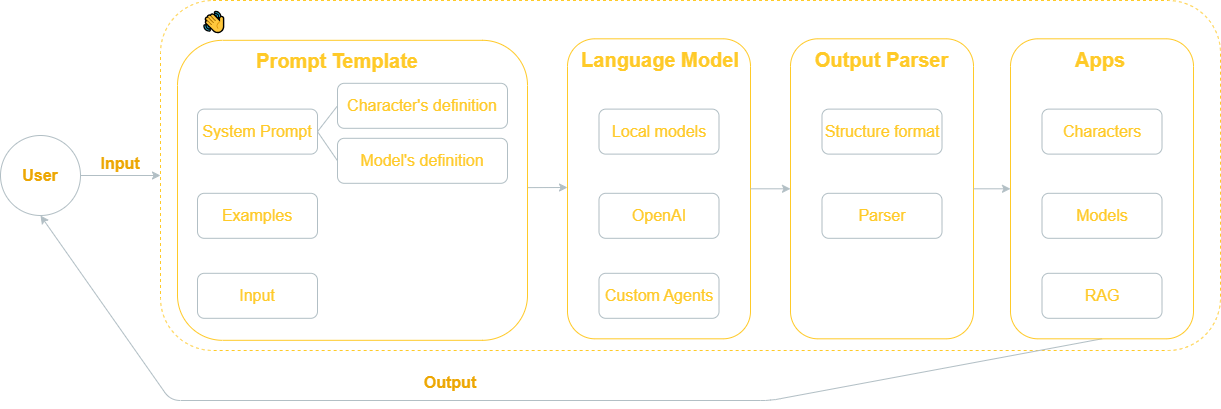 User
Input
Prompt Template
System Prompt
Character's definition
Model's definition
Examples
Input
Language Model
Local models
OpenAI
Custom Agents
Output Parser
Structure format
Parser
Apps
Characters
Models
RAG
Output